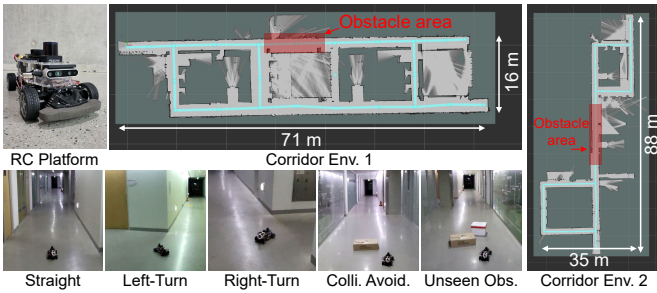 Obstacle area
16 m
71 m
RC Platform
Corridor Env. 1
Obstacle
area
88 m
35 m
Straight
Left-Turn
Right-Turn
Colli. Avoid.
Unseen Obs.
Corridor Env. 2